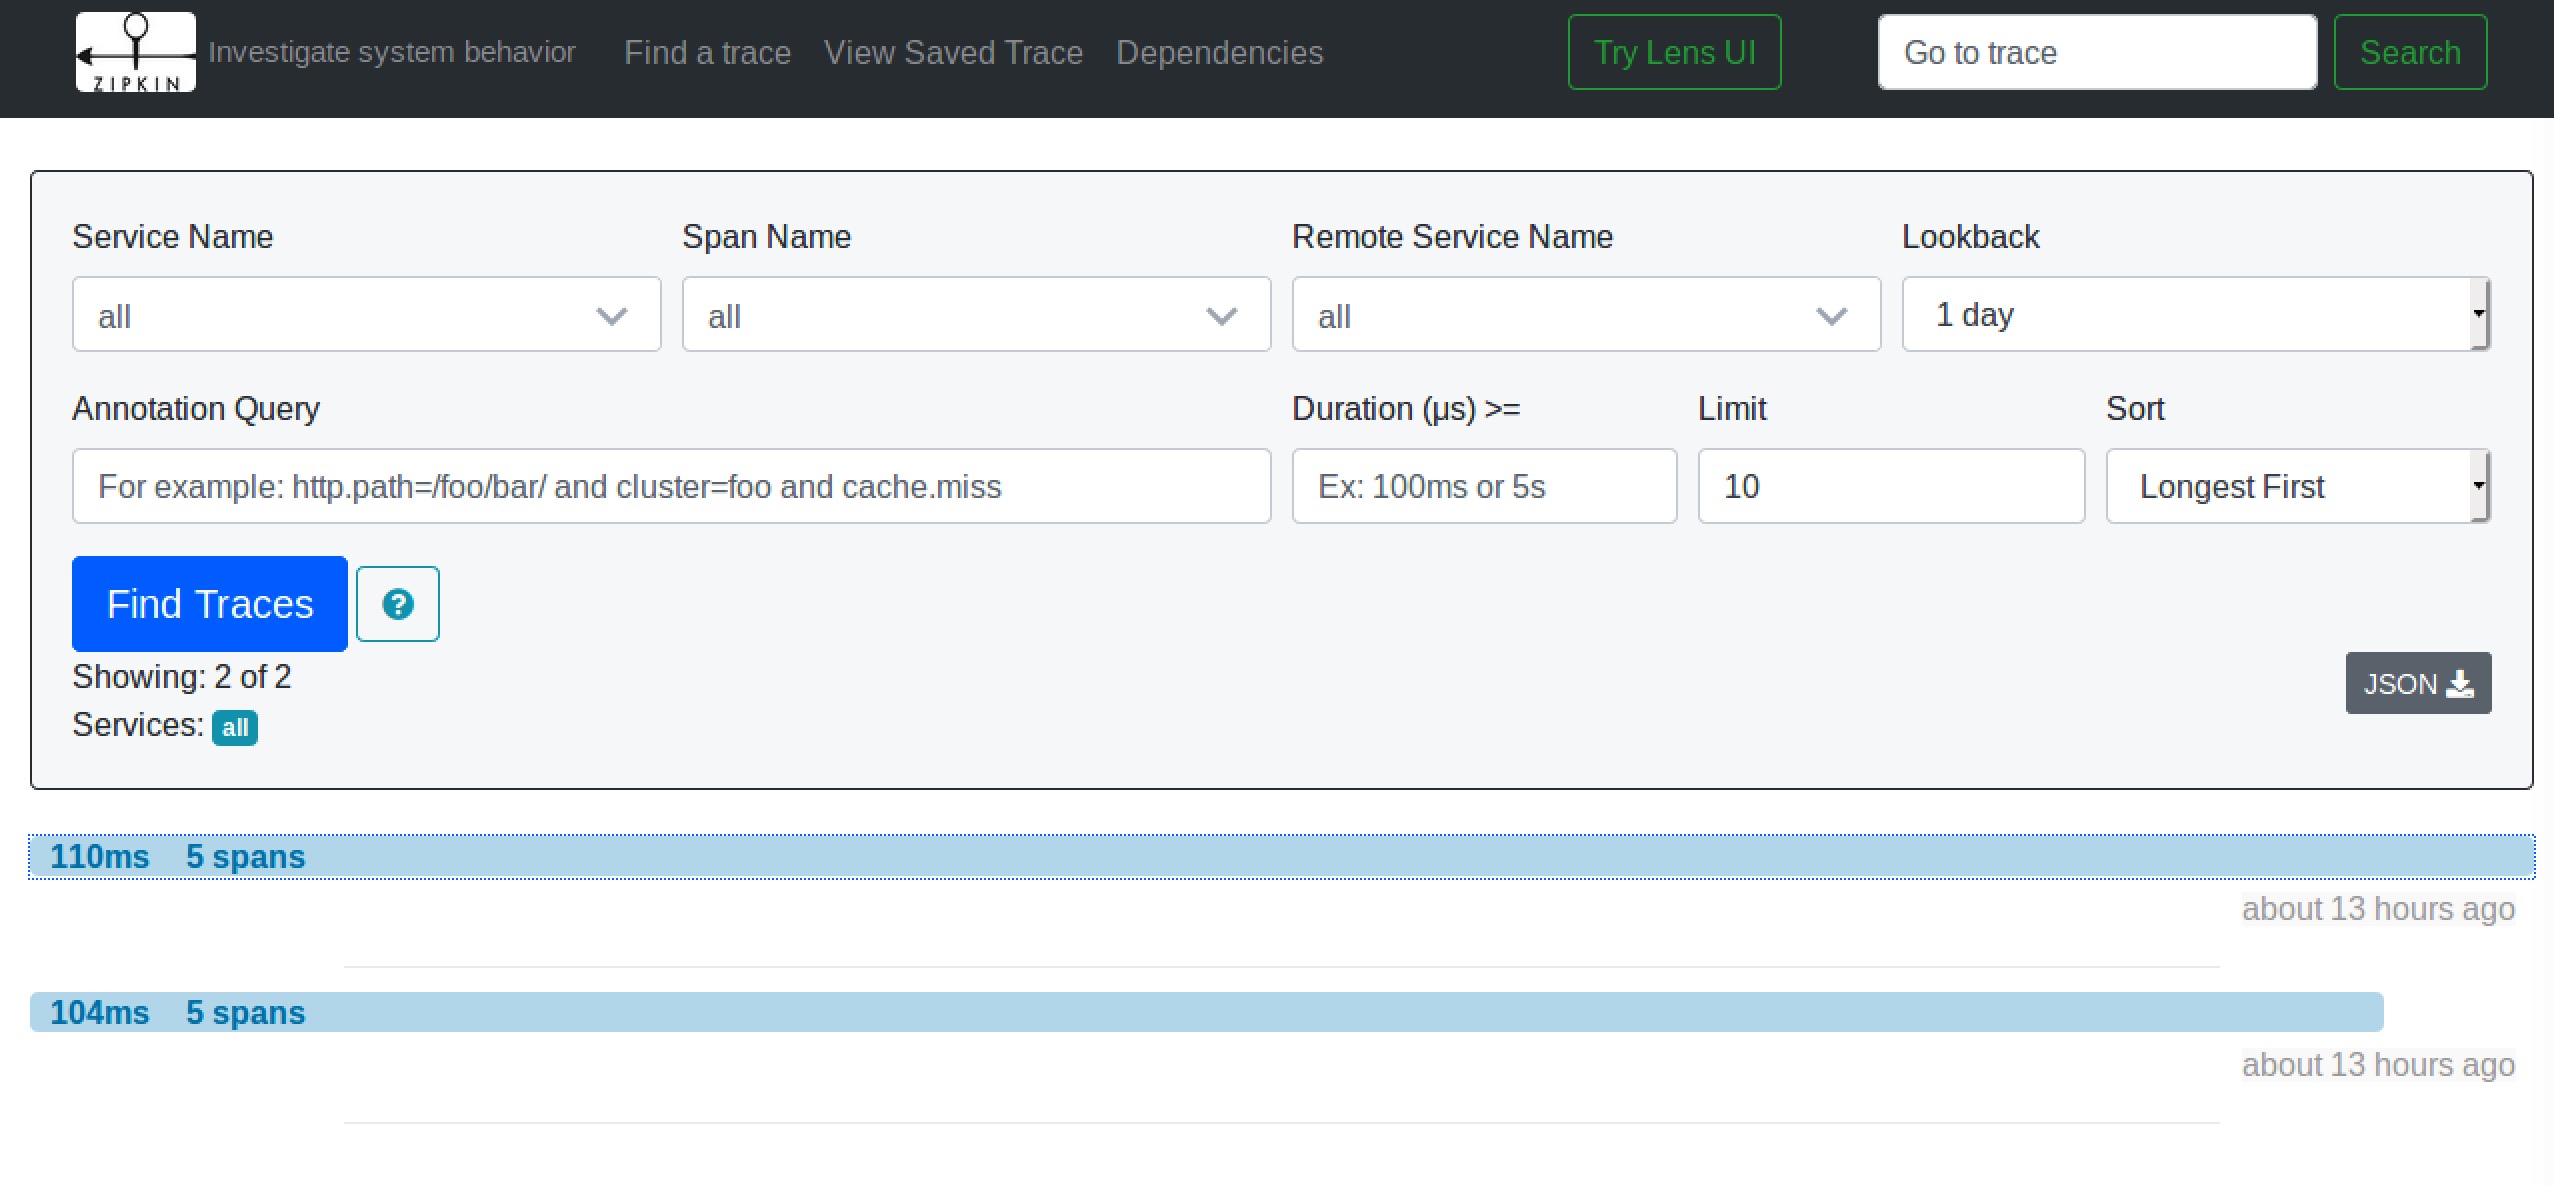 ZIPKIN Investigate system behavior Find a trace View Saved Trace Dependencies Try Lens UI Go to trace Search
Service Name Span Name Remote Service Name Lookback
all all all 1 day
Annotation Query Duration (μs) >= Limit Sort
For example: http.path=/foo/bar/ and cluster=foo and cache.miss Ex: 100ms or 5s 10 Longest First
Find Traces ?
Showing: 2 of 2
JSON
Services: all
110ms 5 spans
about 13 hours ago
104ms 5 spans
about 13 hours ago